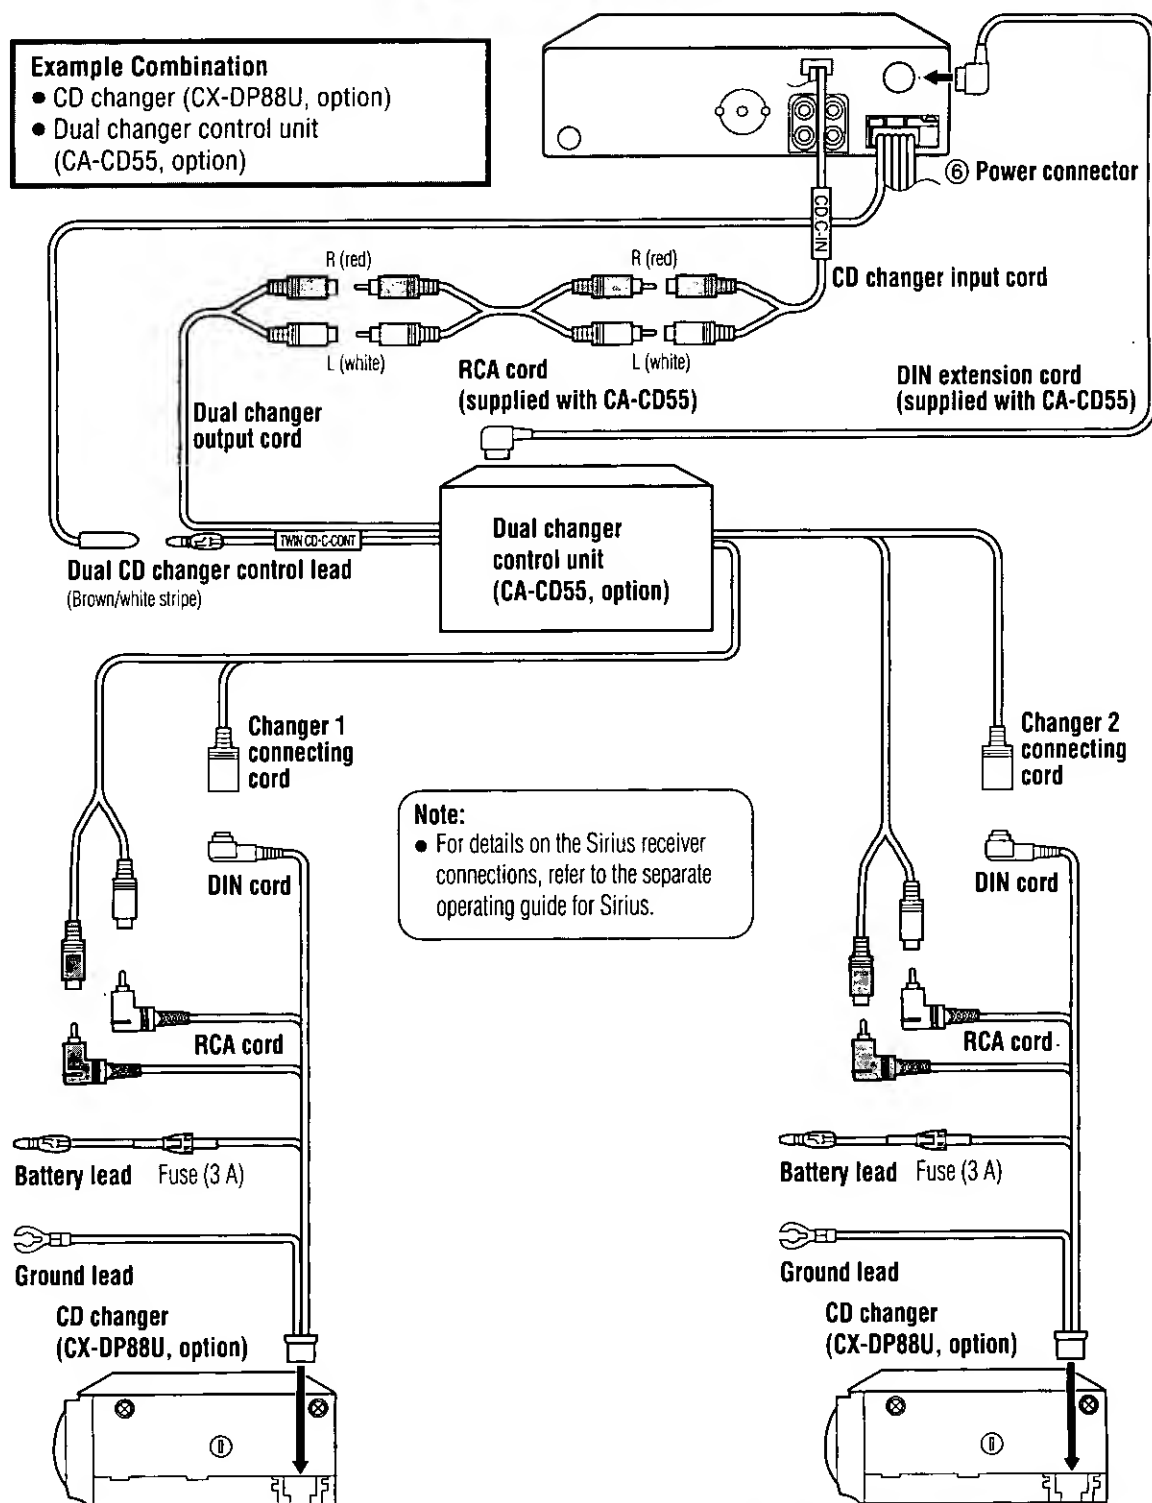 Example Combination
● CD changer (CX-DP88U, option)
● Dual changer control unit
(CA-CD55, option)
⑥ Power connector
CD·C-IN
R (red)
R (red)
CD changer input cord
L (white)
L (white)
RCA cord
(supplied with CA-CD55)
DIN extension cord
(supplied with CA-CD55)
Dual changer
output cord
TWIN CD-C-CONT
Dual CD changer control lead
(Brown/white stripe)
Dual changer
control unit
(CA-CD55, option)
Changer 1
connecting
cord
Changer 2
connecting
cord
Note:
● For details on the Sirius receiver
connections, refer to the separate
operating guide for Sirius.
DIN cord
DIN cord
RCA cord
RCA cord
Battery lead Fuse (3 A)
Battery lead Fuse (3 A)
Ground lead
Ground lead
CD changer
(CX-DP88U, option)
CD changer
(CX-DP88U, option)